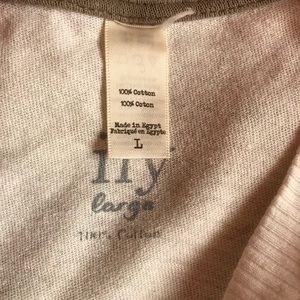 100% Cotton
100% Coton
Made in Egypt
Fabriqué en Egypte
L
large
100% Cotton